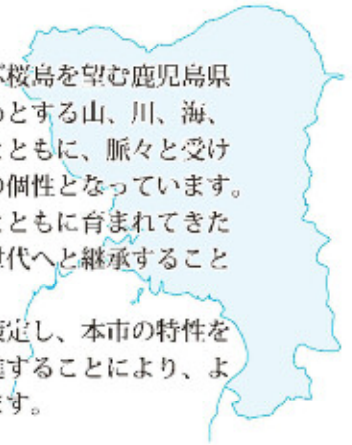 桜島を望む鹿児島県
とする山、川、海、
ともに、脈々と受け
個性となっています。
ともに育まれてきた
世代へと継承すること
定し、本市の特性を
することにより、よ
ます。